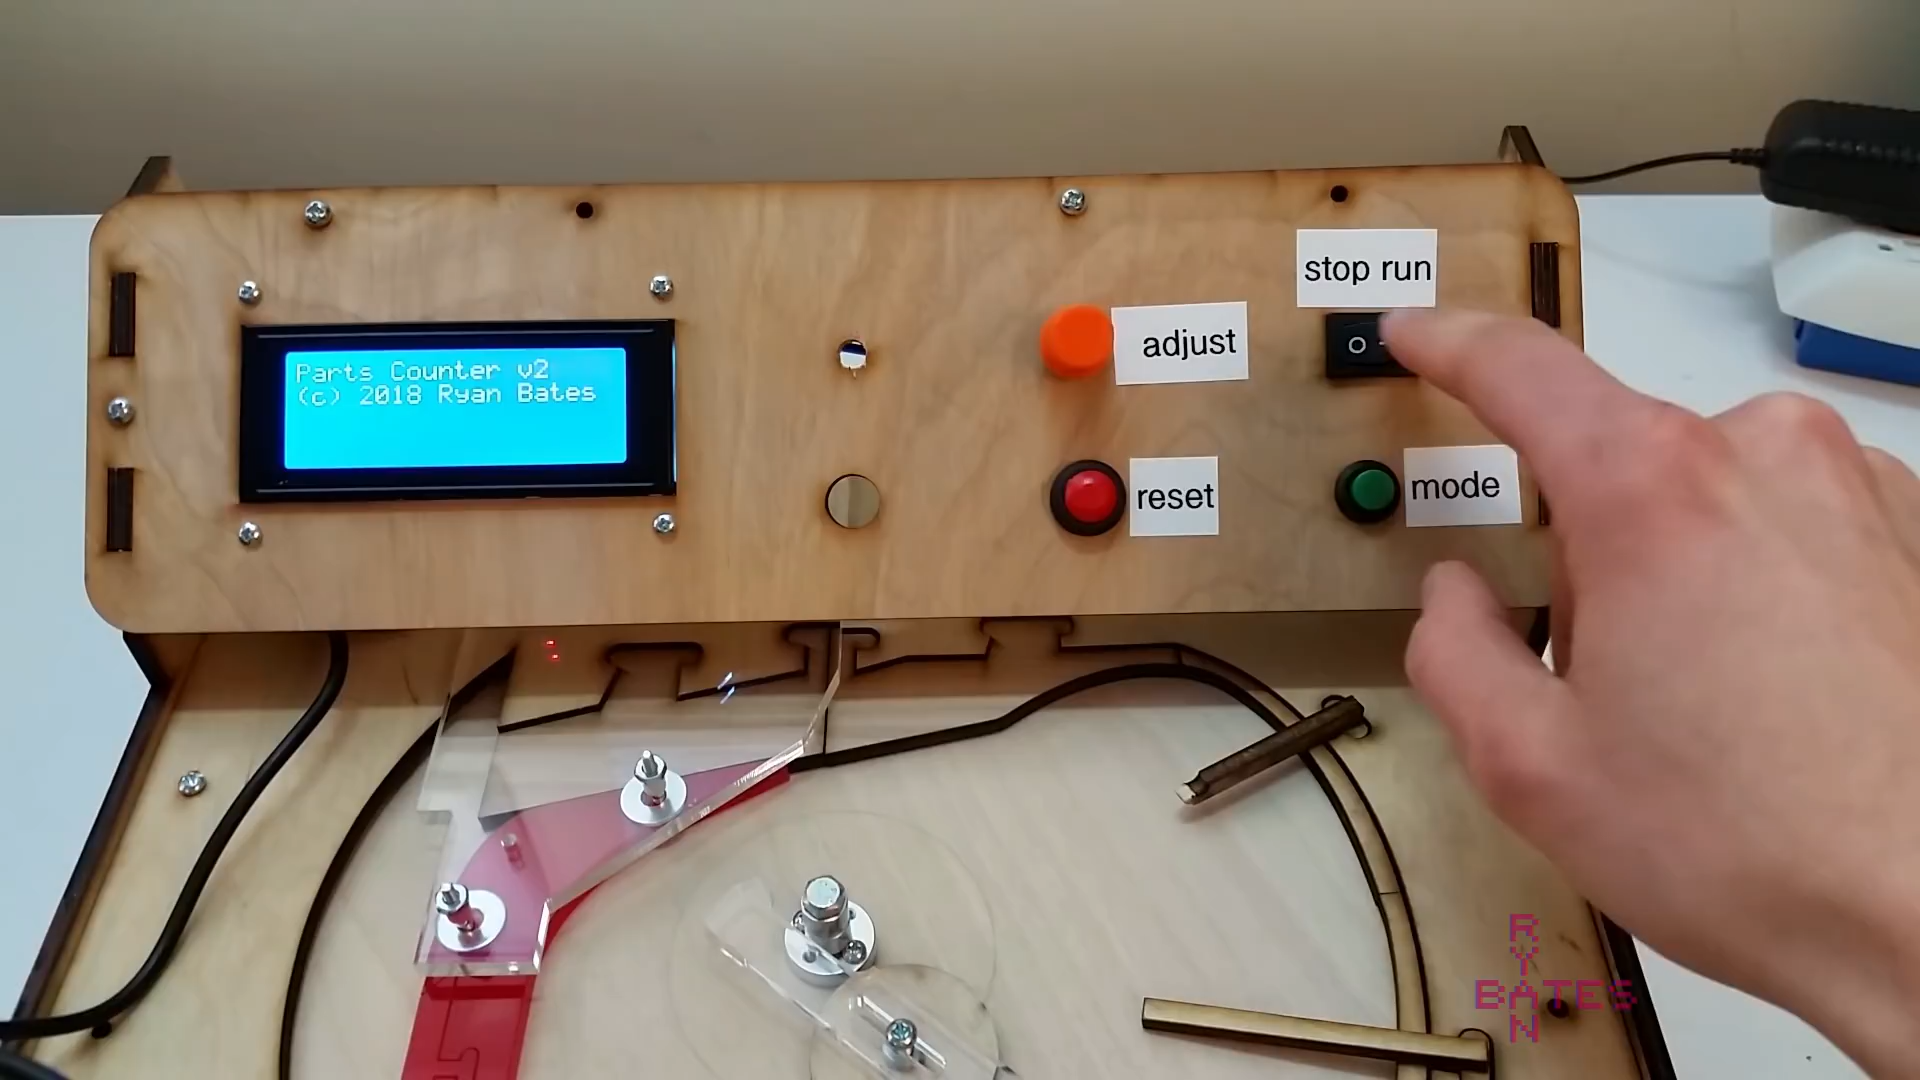 stop run
adjust
Parts Counter v2
(c) 2018 Ryan Bates
O -
reset
mode
RYAN
BATES